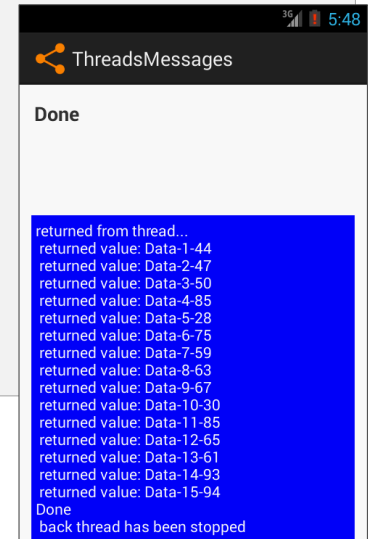 3G 5:48
ThreadsMessages
Done
returned from thread...
returned value: Data-1-44
returned value: Data-2-47
returned value: Data-3-50
returned value: Data-4-85
returned value: Data-5-28
returned value: Data-6-75
returned value: Data-7-59
returned value: Data-8-63
returned value: Data-9-67
returned value: Data-10-30
returned value: Data-11-85
returned value: Data-12-65
returned value: Data-13-61
returned value: Data-14-93
returned value: Data-15-94
Done
back thread has been stopped